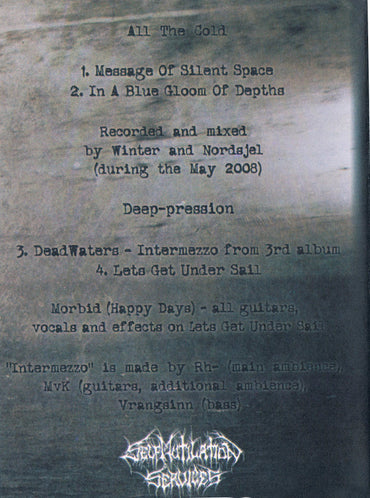 All The Cold
1. Message Of Silent Space
2. In A Blue Gloom Of Depths
Recorded and mixed
by Winter and Nordsjel
(during the May 2008)
Deep-pression
3. DeadWaters - Intermezzo from 3rd album
4. Lets Get Under Sail
Morbid (Happy Days) - all guitars,
vocals and effects on Lets Get Under Sail
"Intermezzo" is made by Rh- (main ambience),
MvK (guitars, additional ambience),
Vrangsinn (bass)
Self Mutilation
Services